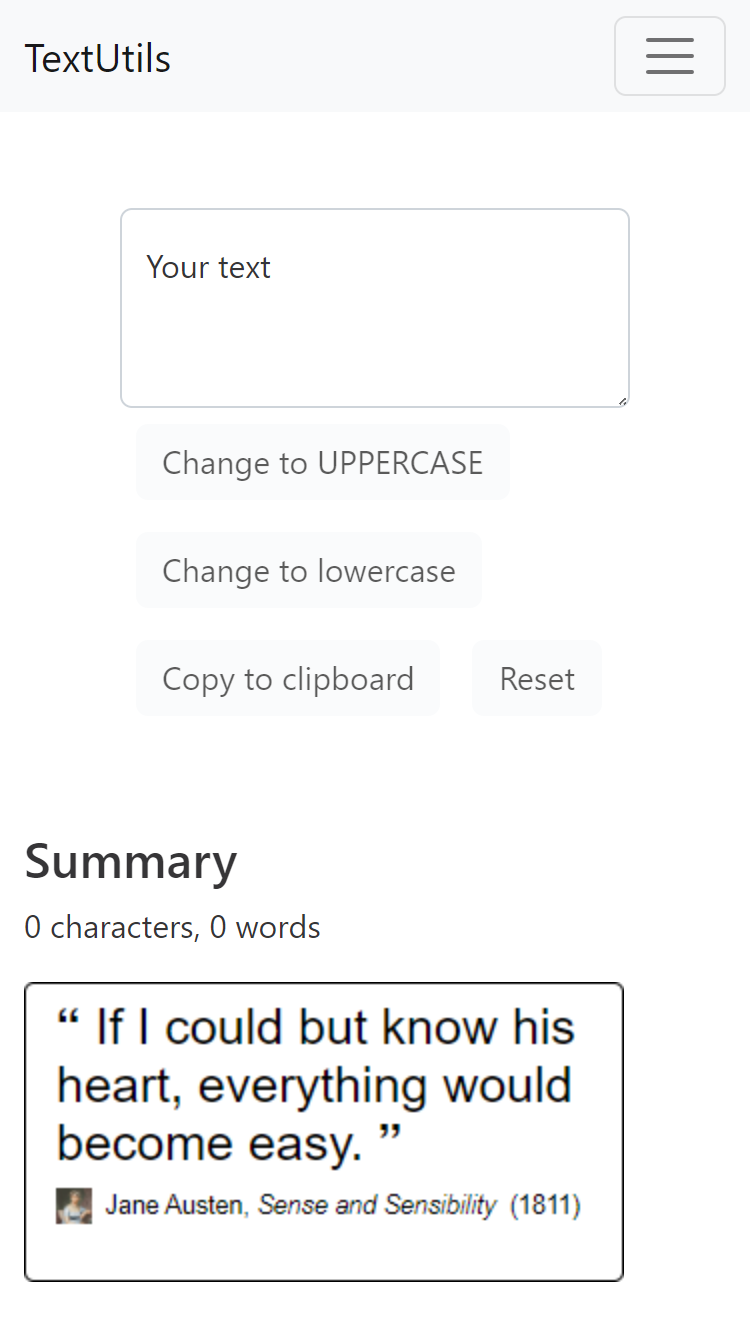 TextUtils
Your text
Change to UPPERCASE
Change to lowercase
Copy to clipboard
Reset
Summary
0 characters, 0 words
“ If I could but know his
heart, everything would
become easy. ”
Jane Austen, Sense and Sensibility (1811)